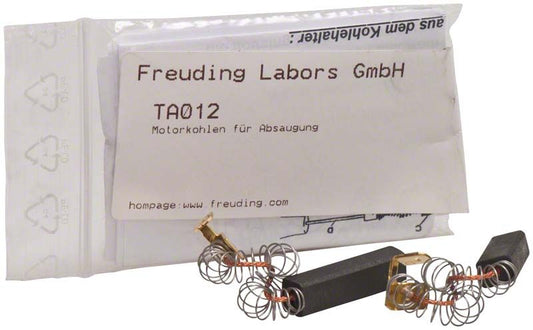 aus dem Kohlehalter:
Freuding Labors GmbH
TA012
Motorkohlen für Absaugung
hompage:www.freuding.com